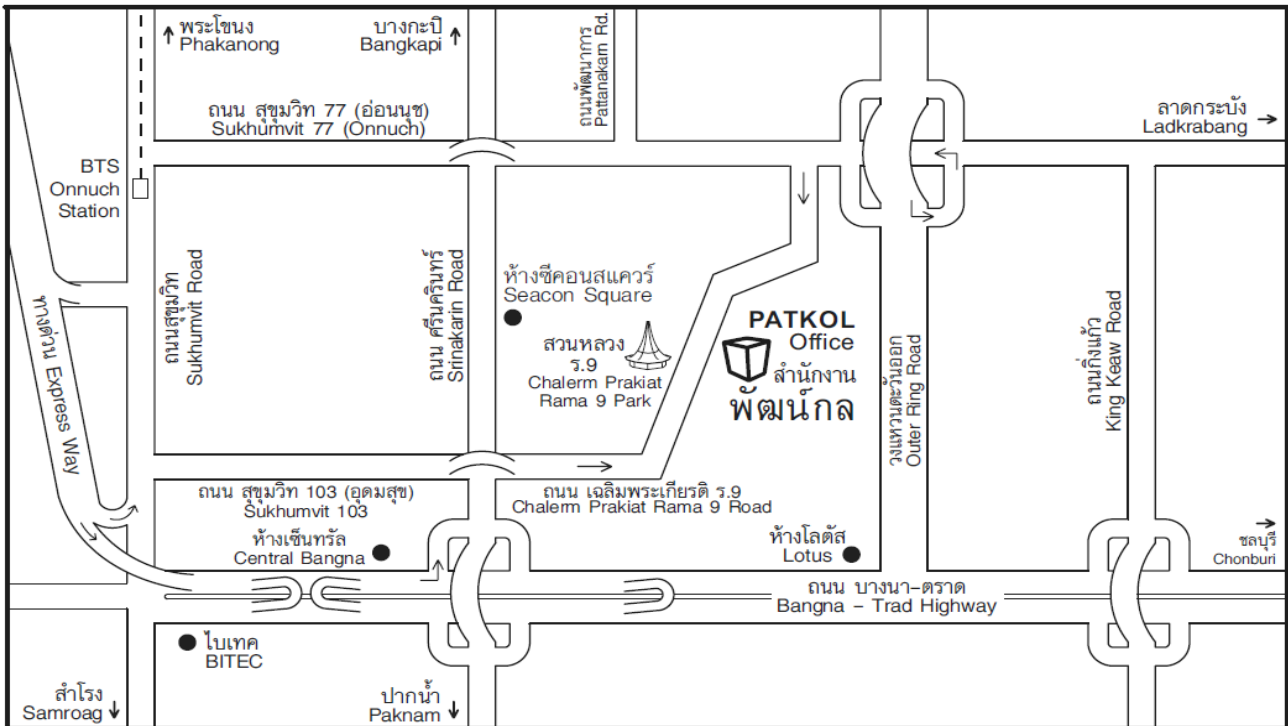 พระโขนง
Phakanong
บางกะปิ
Bangkapi
ถนนพัฒนาการ
Pattanakarn Rd.
ถนน สุขุมวิท 77 (อ่อนนุช)
Sukhumvit 77 (Onnuch)
ลาดกระบัง
Ladkrabang
BTS
Onnuch
Station
ถนนสุขุมวิท
Sukhumvit Road
ถนน ศรีนครินทร์
Srinakarin Road
ห้างซีคอนสแควร์
Seacon Square
สวนหลวง
ร.9
Chalerm Prakiat
Rama 9 Park
PATKOL
Office
สำนักงาน
พัฒน์กล
วงแหวนตะวันออก
Outer Ring Road
ถนนกิ่งแก้ว
King Keaw Road
ทางด่วน Express Way
ถนน สุขุมวิท 103 (อุดมสุข)
Sukhumvit 103
ถนน เฉลิมพระเกียรติ ร.9
Chalerm Prakiat Rama 9 Road
ห้างเซ็นทรัล
Central Bangna
ห้างโลตัส
Lotus
ชลบุรี
Chonburi
ถนน บางนา-ตราด
Bangna - Trad Highway
ไบเทค
BITEC
สำโรง
Samroag
ปากน้ำ
Paknam